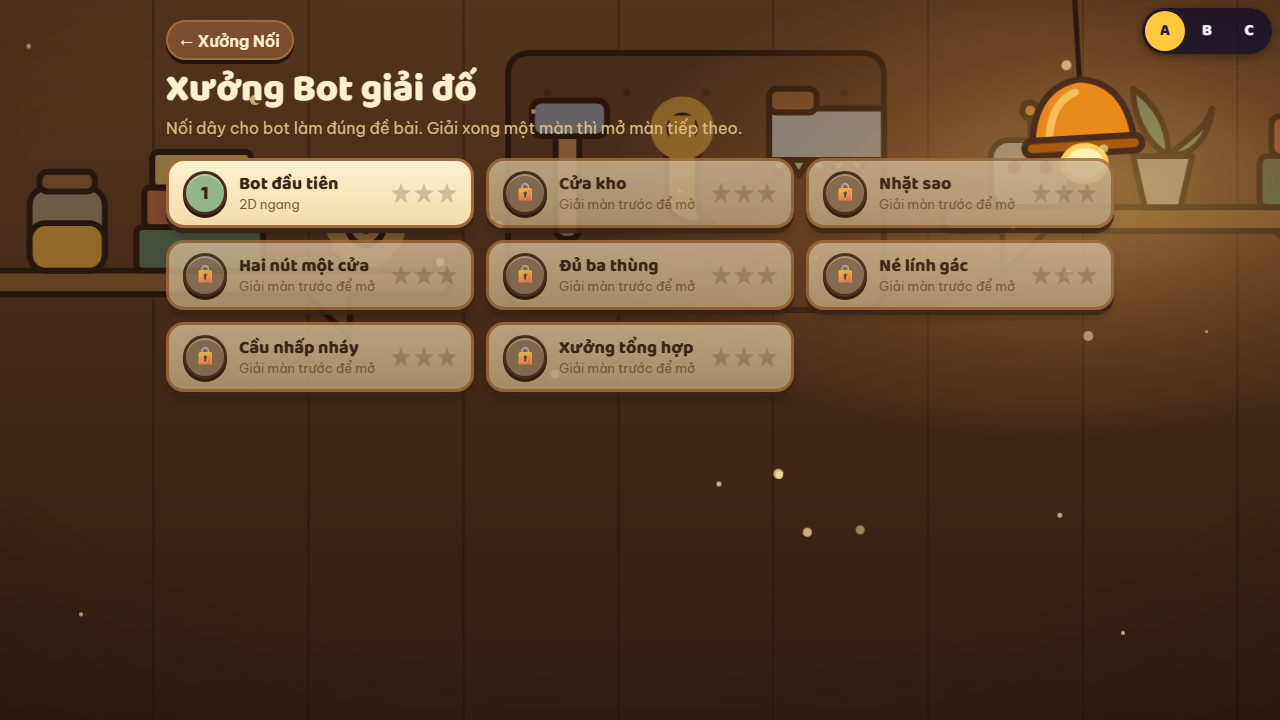 ← Xưởng Nối
A B C
Xưởng Bot giải đố
Nối dây cho bot làm đúng đề bài. Giải xong một màn thì mở màn tiếp theo.
1
Bot đầu tiên
2D ngang
Cửa kho
Giải màn trước để mở
Nhặt sao
Giải màn trước để mở
Hai nút một cửa
Giải màn trước để mở
Đủ ba thùng
Giải màn trước để mở
Né lính gác
Giải màn trước để mở
Cầu nhấp nháy
Giải màn trước để mở
Xưởng tổng hợp
Giải màn trước để mở